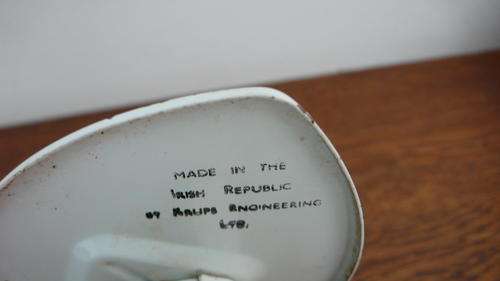 MADE IN THE
IRISH REPUBLIC
BY KRUPS ENGINEERING
LTD.